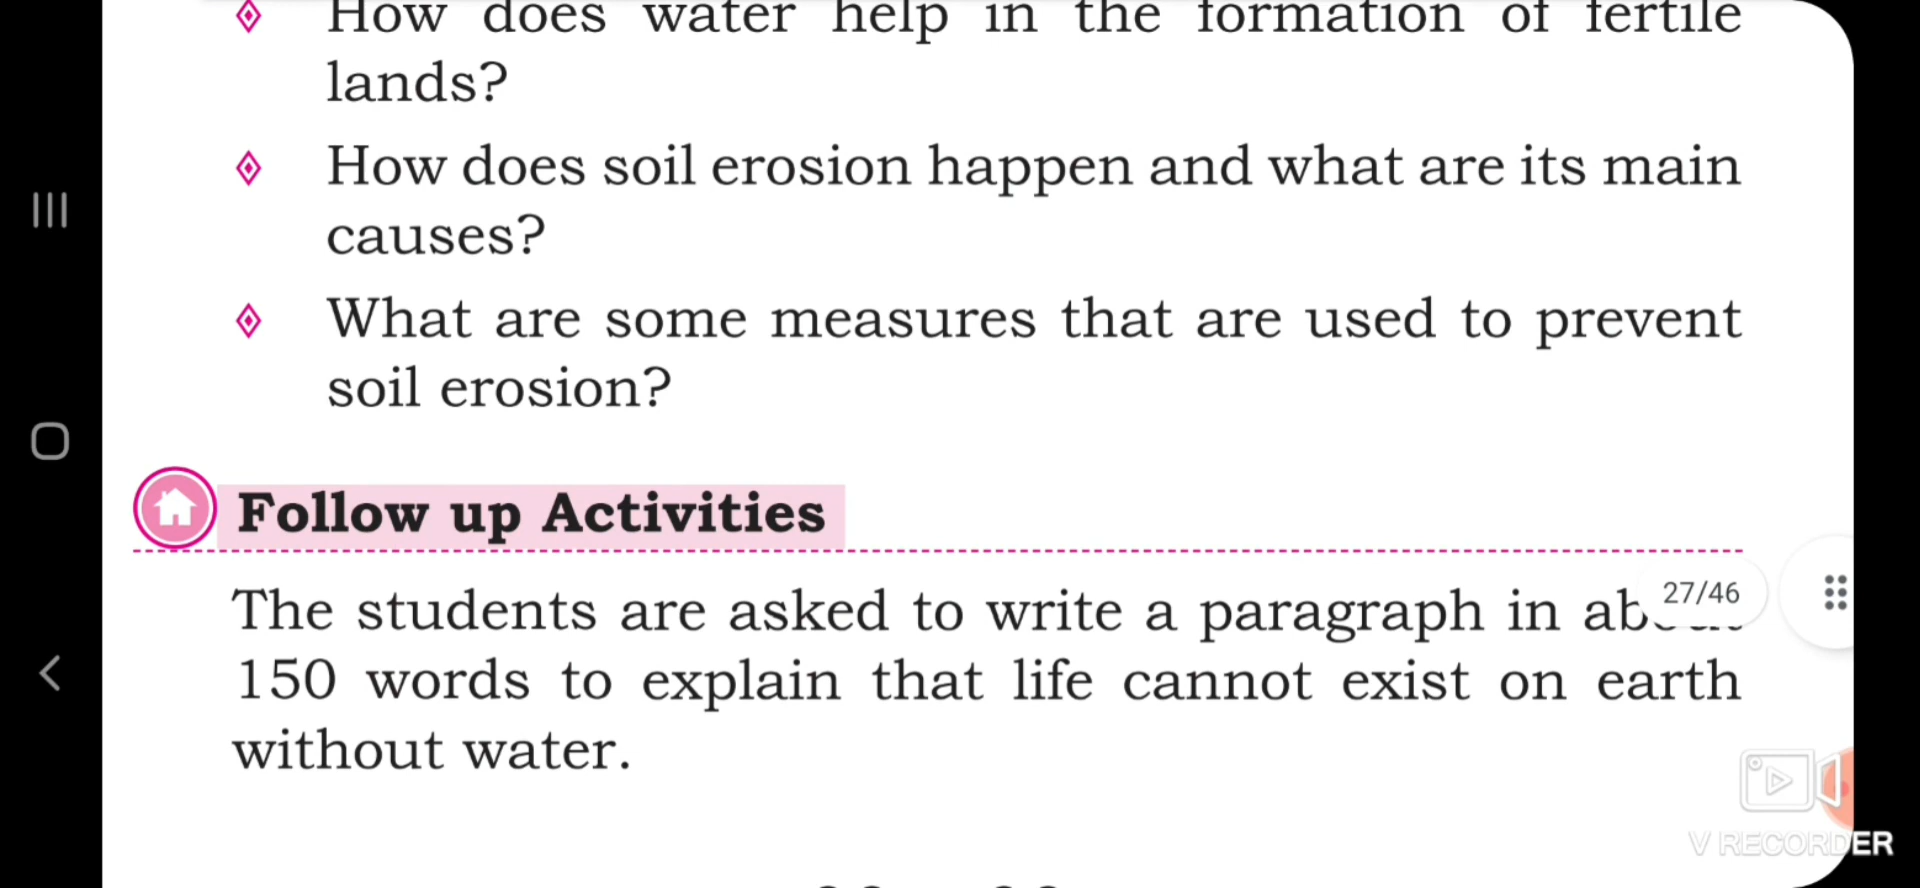 How does water help in the formation of fertile
lands?
How does soil erosion happen and what are its main
causes?
What are some measures that are used to prevent
soil erosion?
Follow up Activities
The students are asked to write a paragraph in
27/46
150 words to explain that life cannot exist on earth
without water.
V RECORDER